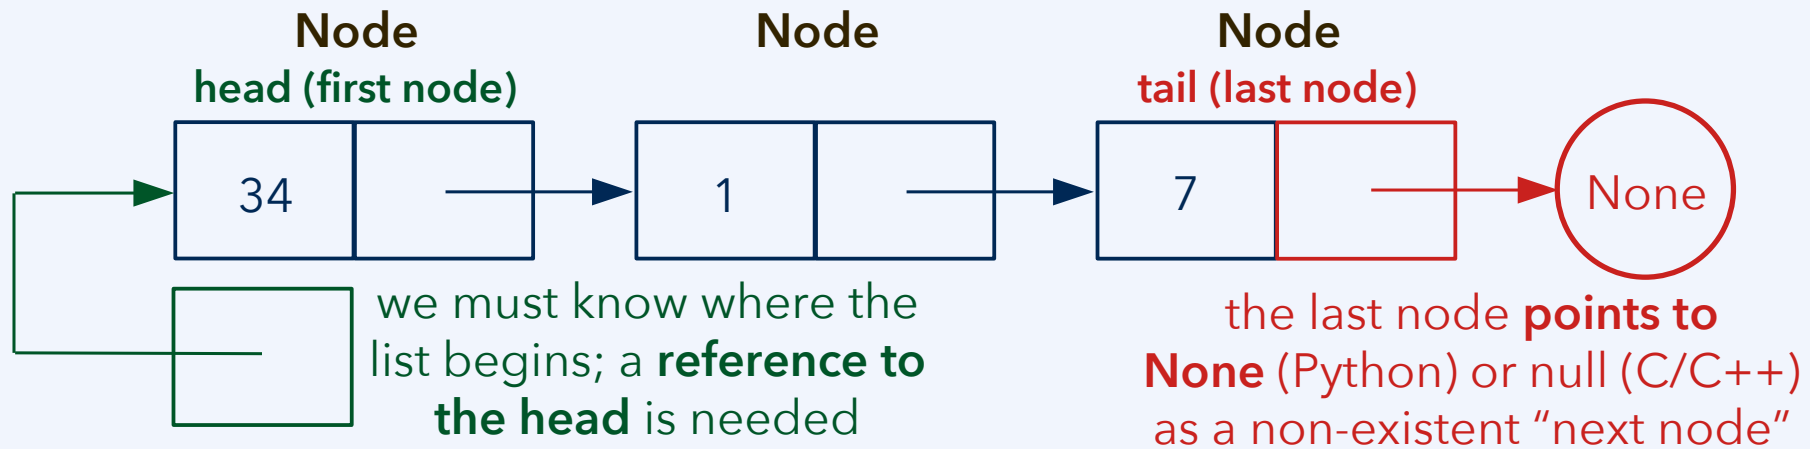 Node
head (first node)
Node
Node
tail (last node)
34
1
7
None
we must know where the
list begins; a reference to
the head is needed
the last node points to
None (Python) or null (C/C++)
as a non-existent “next node”